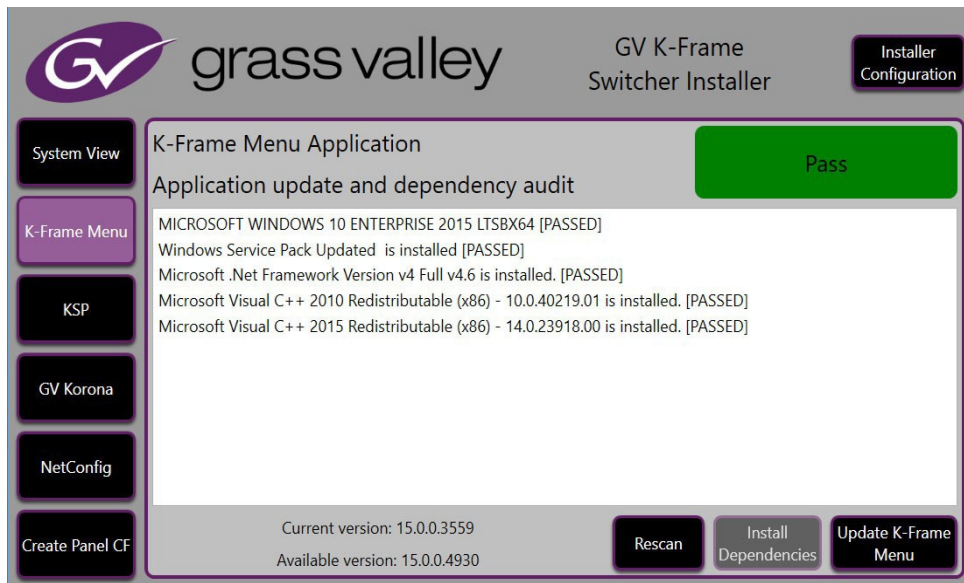 GV grass valley
GV K-Frame
Switcher Installer
Installer
Configuration
System View
K-Frame Menu
KSP
GV Korona
NetConfig
Create Panel CF
K-Frame Menu Application
Application update and dependency audit
Pass
MICROSOFT WINDOWS 10 ENTERPRISE 2015 LTSBX64 [PASSED]
Windows Service Pack Updated  is installed [PASSED]
Microsoft .Net Framework Version v4 Full v4.6 is installed. [PASSED]
Microsoft Visual C++ 2010 Redistributable (x86) - 10.0.40219.01 is installed. [PASSED]
Microsoft Visual C++ 2015 Redistributable (x86) - 14.0.23918.00 is installed. [PASSED]
Current version: 15.0.0.3559
Available version: 15.0.0.4930
Rescan
Install
Dependencies
Update K-Frame
Menu